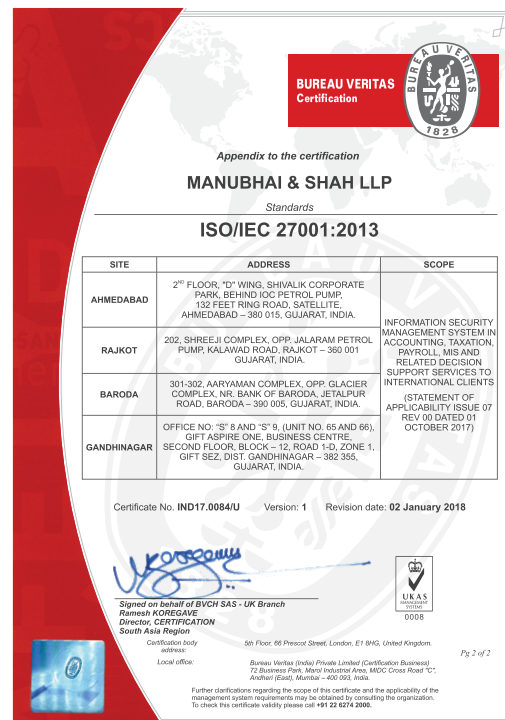 BUREAU VERITAS
Certification
BUREAU VERITAS
1828
Appendix to the certification
MANUBHAI & SHAH LLP
Standards
ISO/IEC 27001:2013
SITE
ADDRESS
SCOPE
AHMEDABAD
2ND FLOOR, "D" WING, SHIVALIK CORPORATE
PARK, BEHIND IOC PETROL PUMP,
132 FEET RING ROAD, SATELLITE,
AHMEDABAD – 380 015, GUJARAT, INDIA.
RAJKOT
202, SHREEJI COMPLEX, OPP. JALARAM PETROL
PUMP, KALAWAD ROAD, RAJKOT – 360 001
GUJARAT, INDIA.
BARODA
301-302, AARYAMAN COMPLEX, OPP. GLACIER
COMPLEX, NR. BANK OF BARODA, JETALPUR
ROAD, BARODA – 390 005, GUJARAT, INDIA.
GANDHINAGAR
OFFICE NO: “S” 8 AND “S” 9, (UNIT NO. 65 AND 66),
GIFT ASPIRE ONE, BUSINESS CENTRE,
SECOND FLOOR, BLOCK – 12, ROAD 1-D, ZONE 1,
GIFT SEZ, DIST. GANDHINAGAR – 382 355,
GUJARAT, INDIA.
INFORMATION SECURITY
MANAGEMENT SYSTEM IN
ACCOUNTING, TAXATION,
PAYROLL, MIS AND
RELATED DECISION
SUPPORT SERVICES TO
INTERNATIONAL CLIENTS
(STATEMENT OF
APPLICABILITY ISSUE 07
REV 00 DATED 01
OCTOBER 2017)
Certificate No. IND17.0084/U Version: 1 Revision date: 02 January 2018
Signed on behalf of BVCH SAS - UK Branch
Ramesh KOREGAVE
Director, CERTIFICATION
South Asia Region
UKAS
MANAGEMENT
SYSTEMS
0008
Certification body
address:
5th Floor, 66 Prescot Street, London, E1 8HG, United Kingdom.
Pg 2 of 2
Local office:
Bureau Veritas (India) Private Limited (Certification Business)
72 Business Park, Marol Industrial Area, MIDC Cross Road "C",
Andheri (East), Mumbai – 400 093, India.
Further clarifications regarding the scope of this certificate and the applicability of the
management system requirements may be obtained by consulting the organization.
To check this certificate validity please call +91 22 6274 2000.